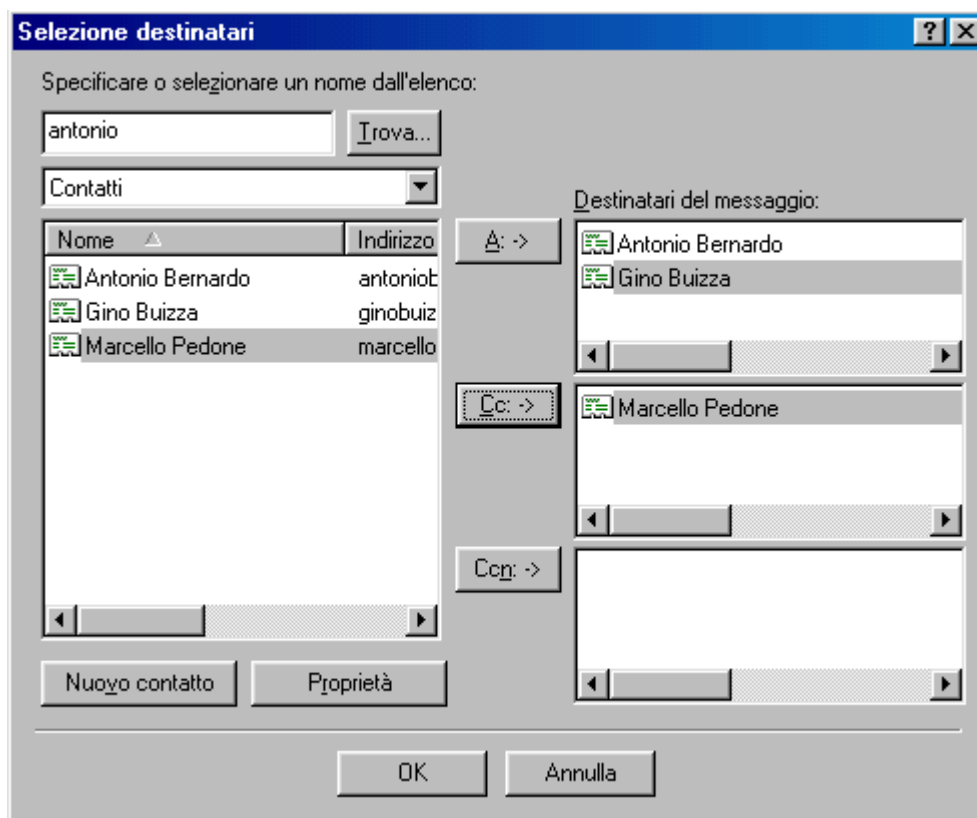 Selezione destinatari
Specificare o selezionare un nome dall'elenco:
antonio
Trova...
Contatti
Destinatari del messaggio:
Nome Indirizzo
A: ->
Antonio Bernardo
Gino Buizza
Antonio Bernardo antoniob
Gino Buizza ginobuiz
Marcello Pedone marcello
Cc: ->
Marcello Pedone
Ccn: ->
Nuovo contatto
Proprietà
OK
Annulla